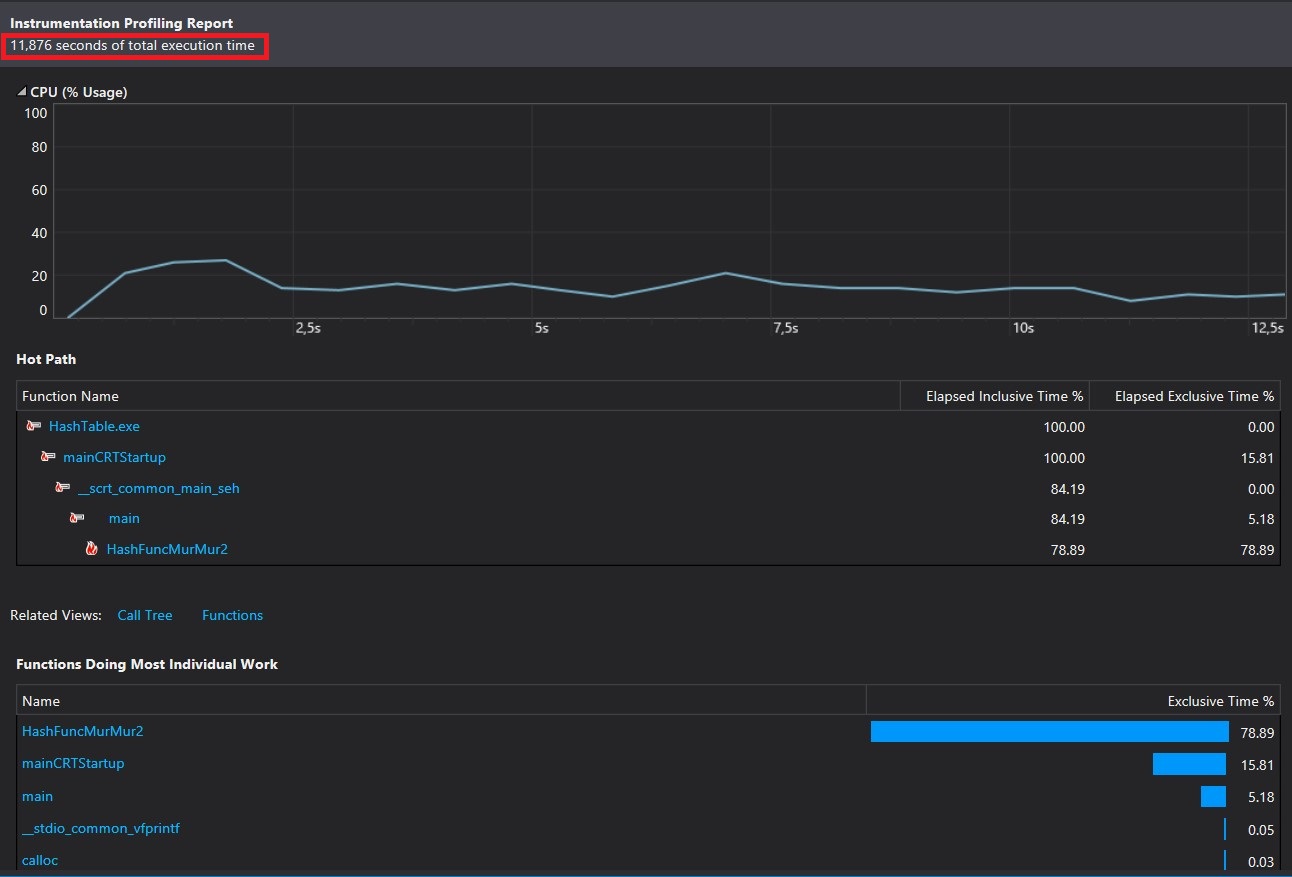 Instrumentation Profiling Report
11,876 seconds of total execution time
CPU (% Usage)
100
80
60
40
20
0
2,5s 5s 7,5s 10s 12,5s
Hot Path
Function Name Elapsed Inclusive Time % Elapsed Exclusive Time %
HashTable.exe 100.00 0.00
mainCRTStartup 100.00 15.81
__scrt_common_main_seh 84.19 0.00
main 84.19 5.18
HashFuncMurMur2 78.89 78.89
Related Views: Call Tree Functions
Functions Doing Most Individual Work
Name Exclusive Time %
HashFuncMurMur2 78.89
mainCRTStartup 15.81
main 5.18
__stdio_common_vfprintf 0.05
calloc 0.03